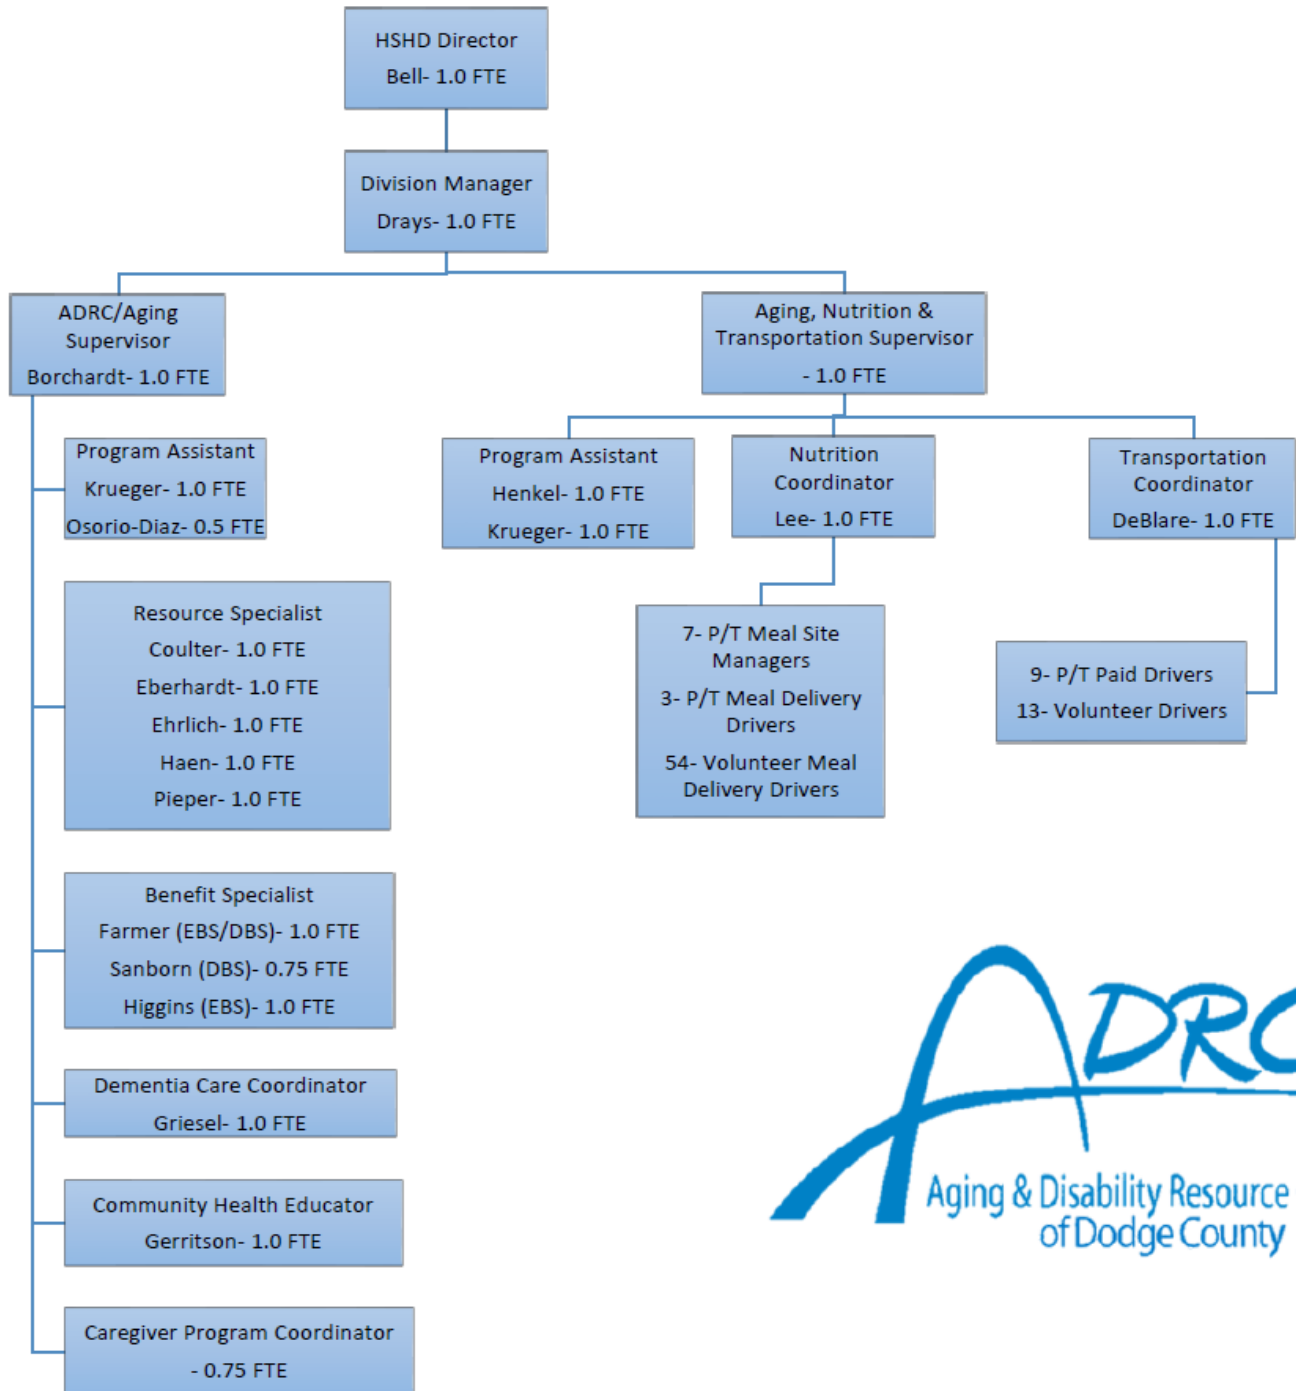 HSHD Director
Bell- 1.0 FTE
Division Manager
Drays- 1.0 FTE
ADRC/Aging
Supervisor
Borchardt- 1.0 FTE
Aging, Nutrition &
Transportation Supervisor
- 1.0 FTE
Program Assistant
Krueger- 1.0 FTE
Osorio-Diaz- 0.5 FTE
Program Assistant
Henkel- 1.0 FTE
Krueger- 1.0 FTE
Nutrition
Coordinator
Lee- 1.0 FTE
Transportation
Coordinator
DeBlare- 1.0 FTE
Resource Specialist
Coulter- 1.0 FTE
Eberhardt- 1.0 FTE
Ehrlich- 1.0 FTE
Haen- 1.0 FTE
Pieper- 1.0 FTE
7- P/T Meal Site
Managers
3- P/T Meal Delivery
Drivers
54- Volunteer Meal
Delivery Drivers
9- P/T Paid Drivers
13- Volunteer Drivers
Benefit Specialist
Farmer (EBS/DBS)- 1.0 FTE
Sanborn (DBS)- 0.75 FTE
Higgins (EBS)- 1.0 FTE
Dementia Care Coordinator
Griesel- 1.0 FTE
Community Health Educator
Gerritson- 1.0 FTE
Caregiver Program Coordinator
- 0.75 FTE
ADRC
Aging & Disability Resource
of Dodge County